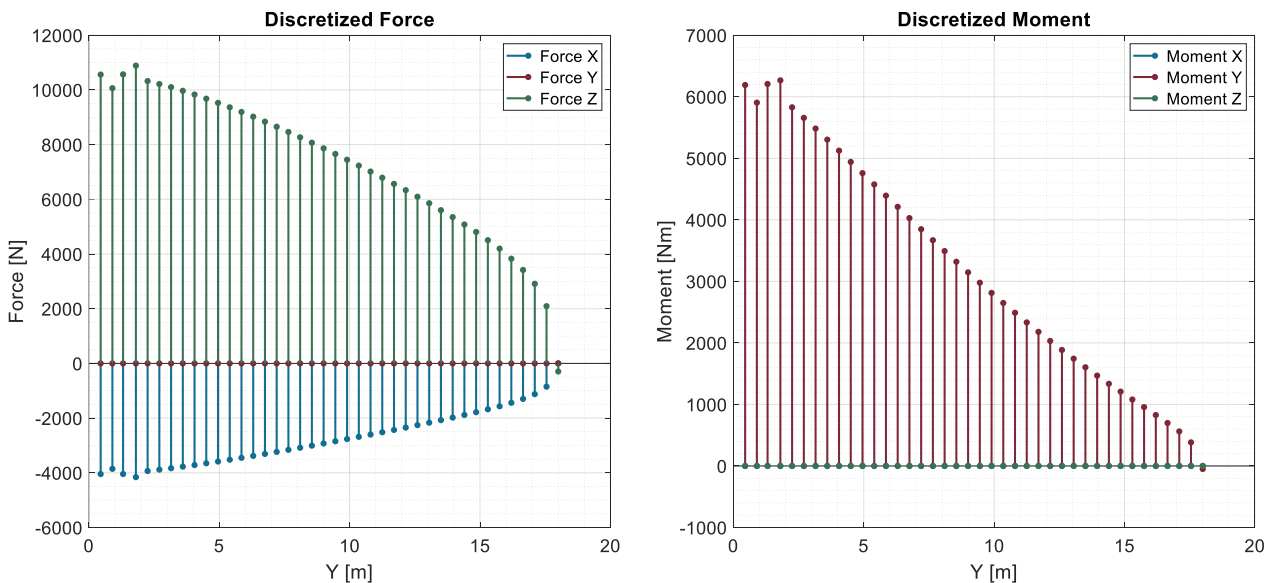 Discretized Force
12000
10000
8000
6000
4000
2000
0
-2000
-4000
-6000
Force [N]
0 5 10 15 20
Y [m]
Force X
Force Y
Force Z
Discretized Moment
7000
6000
5000
4000
3000
2000
1000
0
-1000
Moment [Nm]
0 5 10 15 20
Y [m]
Moment X
Moment Y
Moment Z